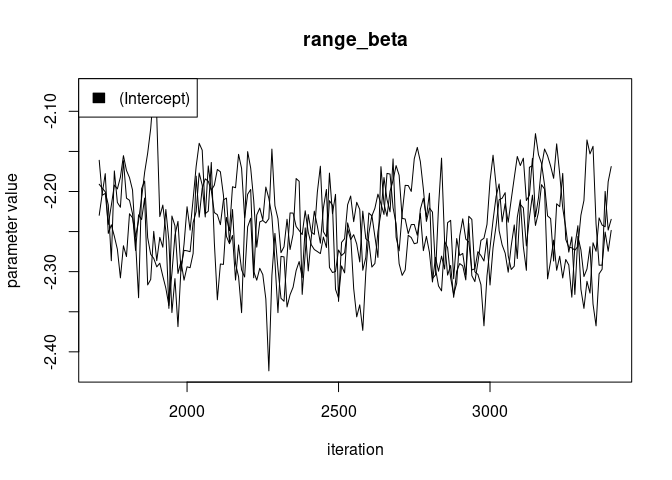 range_beta
(Intercept)
-2.10
-2.20
-2.30
-2.40
parameter value
2000 2500 3000
iteration